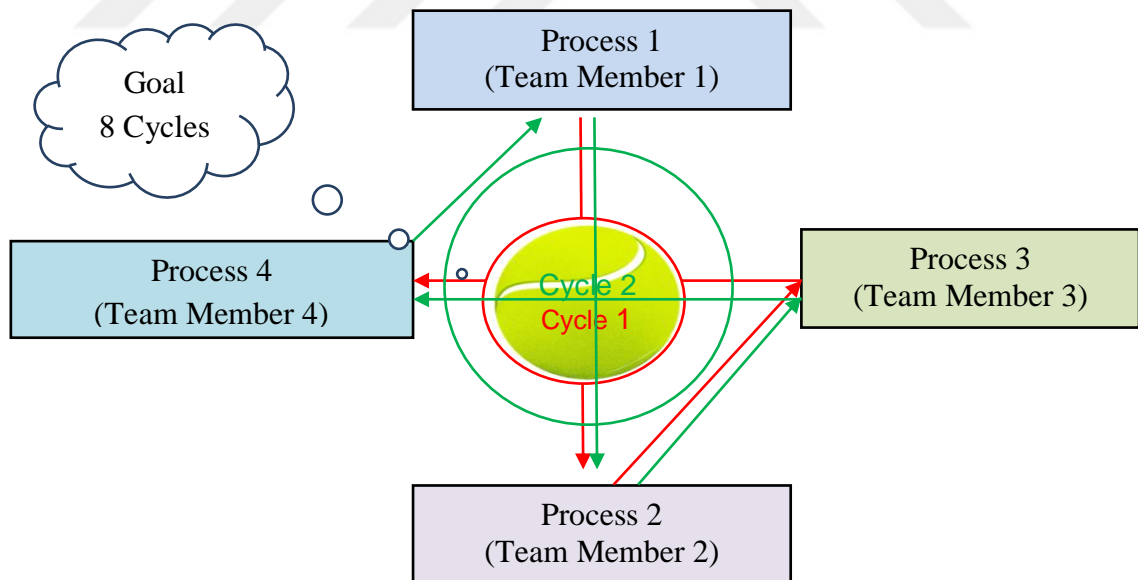 Process 1
(Team Member 1)
Goal
8 Cycles
Process 4
(Team Member 4)
Cycle 2
Cycle 1
Process 3
(Team Member 3)
Process 2
(Team Member 2)